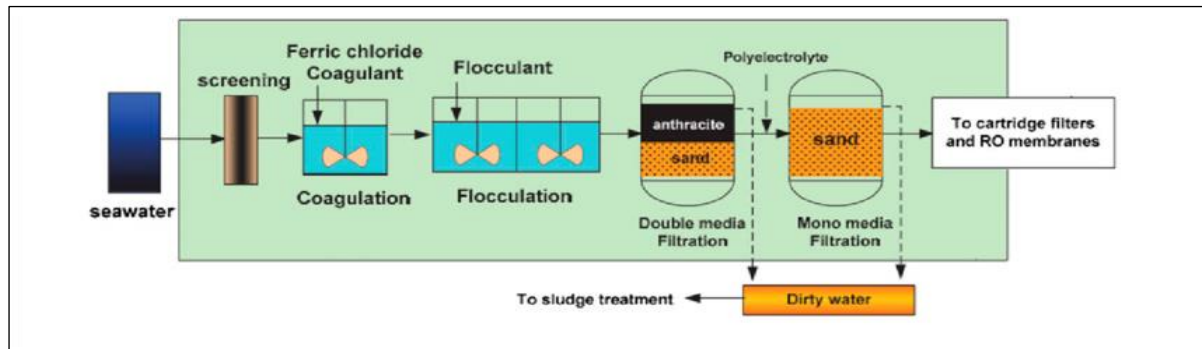 seawater
screening
Ferric chloride
Coagulant
Coagulation
Flocculant
Flocculation
anthracite
sand
Double media
Filtration
Polyelectrolyte
sand
Mono media
Filtration
To cartridge filters
and RO membranes
Dirty water
To sludge treatment